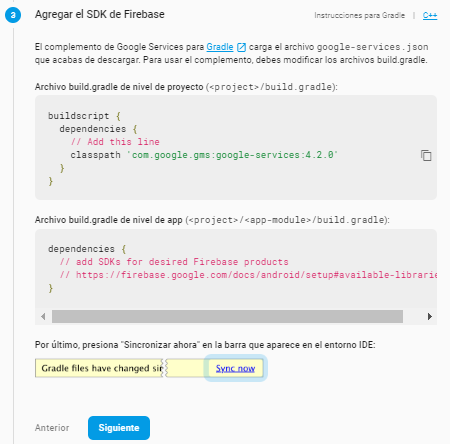 3 Agregar el SDK de Firebase Instrucciones para Gradle | C++
El complemento de Google Services para Gradle carga el archivo google-services.json
que acabas de descargar. Para usar el complemento, debes modificar los archivos build.gradle.
Archivo build.gradle de nivel de proyecto (<project>/build.gradle):
buildscript {
dependencies {
// Add this line
classpath 'com.google.gms:google-services:4.2.0'
}
}
Archivo build.gradle de nivel de app (<project>/<app-module>/build.gradle):
dependencies {
// add SDKs for desired Firebase products
// https://firebase.google.com/docs/android/setup#available-librarie
}
Por último, presiona "Sincronizar ahora" en la barra que aparece en el entorno IDE:
Gradle files have changed sin Sync now
Anterior Siguiente